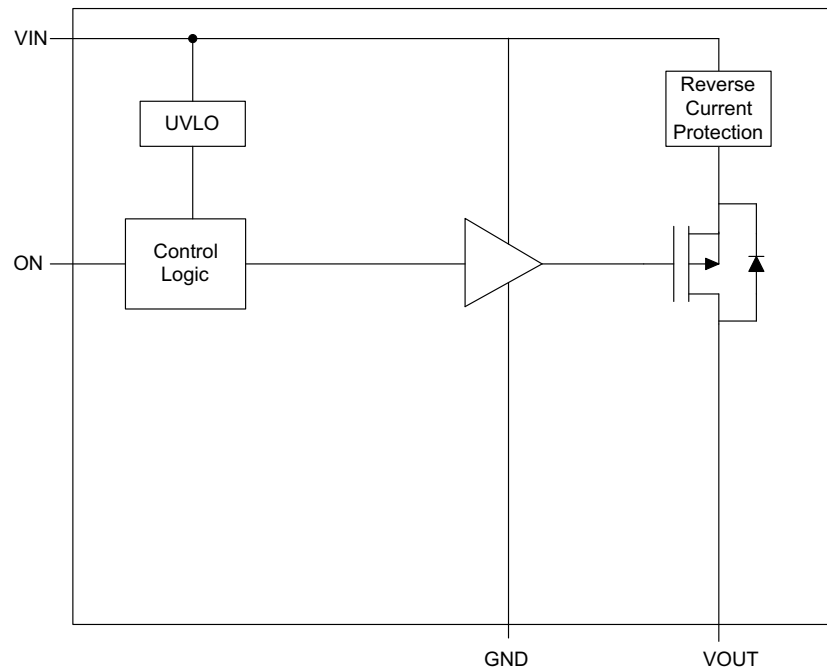 VIN
Reverse
Current
Protection
UVLO
ON
Control
Logic
GND
VOUT